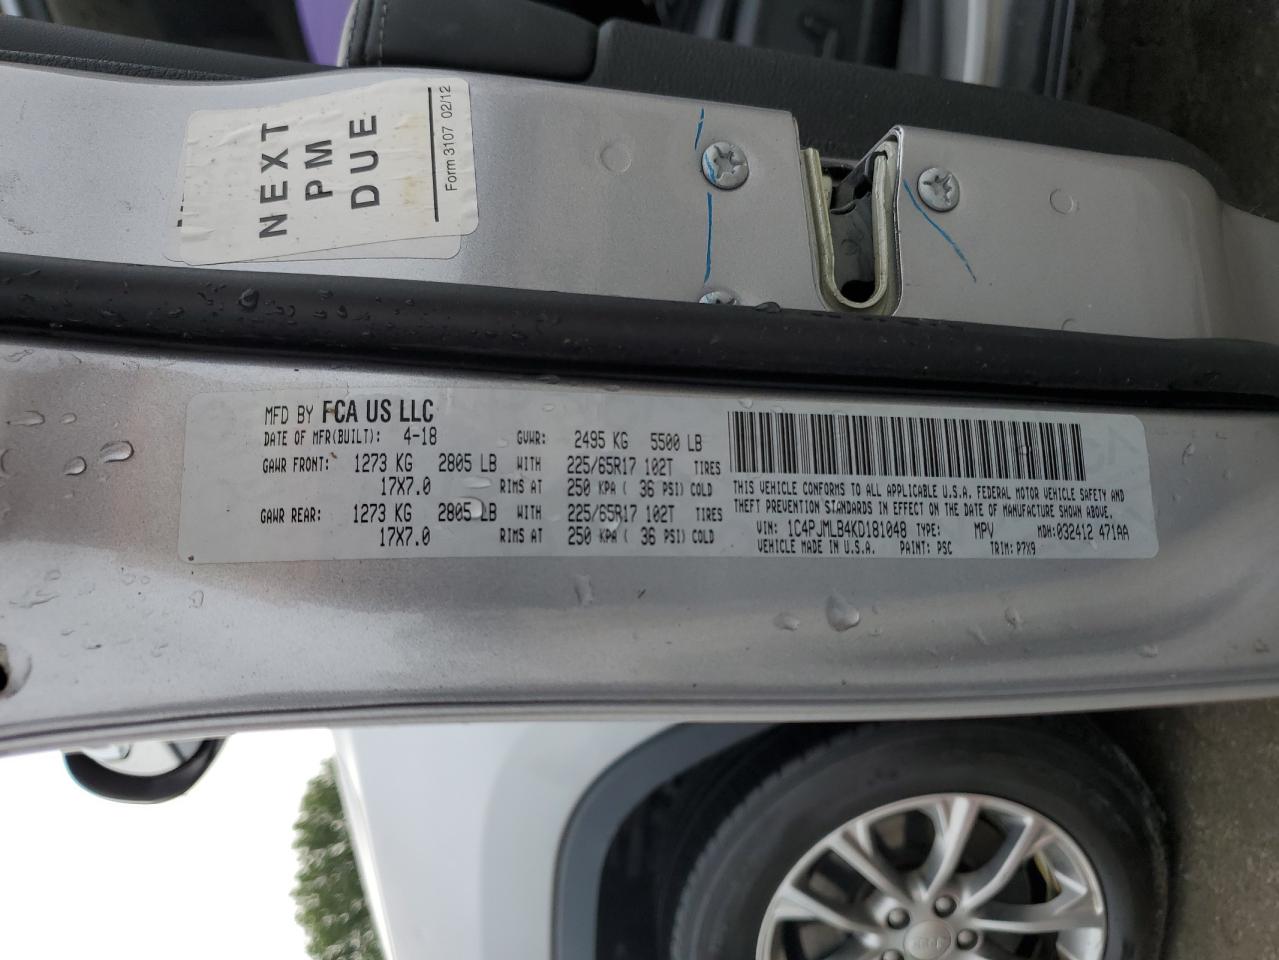 NEXT
PM
DUE
Form 3107 02/12
MFD BY FCA US LLC
DATE OF MFR(BUILT): 4-18 GVWR: 2495 KG 5500 LB
GAWR FRONT: 1273 KG 2805 LB WITH 225/65R17 102T TIRES
17X7.0 RIMS AT 250 KPA ( 36 PSI) COLD
GAWR REAR: 1273 KG 2805 LB WITH 225/65R17 102T TIRES
17X7.0 RIMS AT 250 KPA ( 36 PSI) COLD
THIS VEHICLE CONFORMS TO ALL APPLICABLE U.S.A. FEDERAL MOTOR VEHICLE SAFETY AND
THEFT PREVENTION STANDARDS IN EFFECT ON THE DATE OF MANUFACTURE SHOWN ABOVE.
VIN: 1C4PJMLB4KD181048 TYPE: MPV MDH: 032412 471AA
VEHICLE MADE IN U.S.A. PAINT: PSC TRIM: P7X9